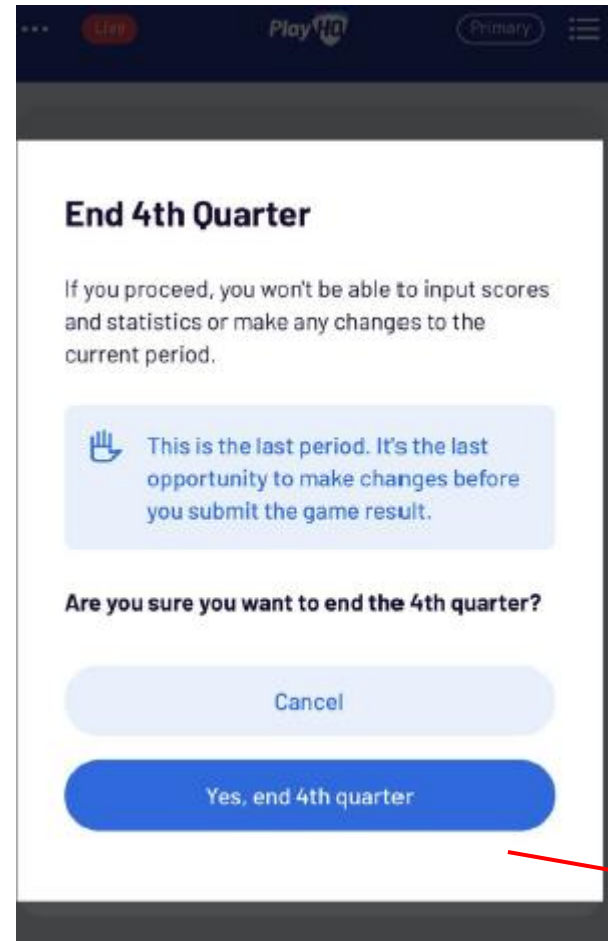 Live PlayHQ Primary
End 4th Quarter
If you proceed, you won't be able to input scores
and statistics or make any changes to the
current period.
This is the last period. It's the last
opportunity to make changes before
you submit the game result.
Are you sure you want to end the 4th quarter?
Cancel
Yes, end 4th quarter